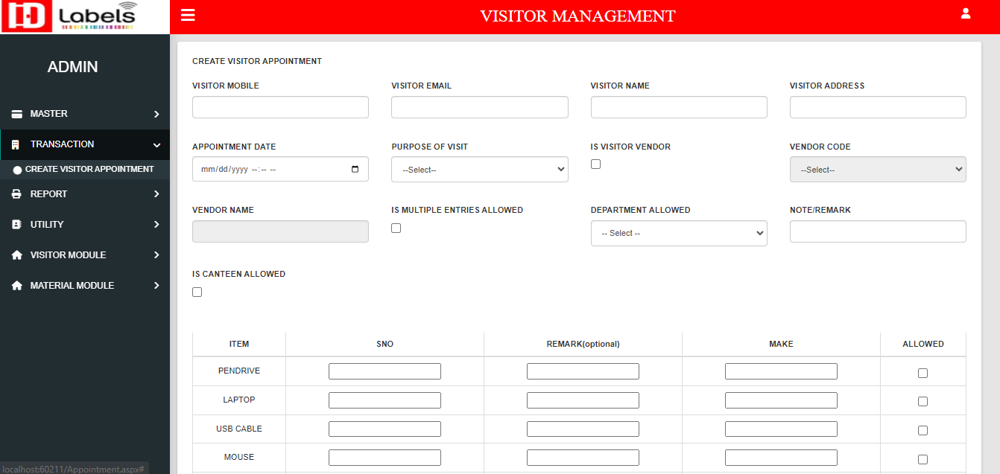 iD Labels
VISITOR MANAGEMENT
ADMIN
MASTER
TRANSACTION
CREATE VISITOR APPOINTMENT
REPORT
UTILITY
VISITOR MODULE
MATERIAL MODULE
CREATE VISITOR APPOINTMENT
VISITOR MOBILE VISITOR EMAIL VISITOR NAME VISITOR ADDRESS
APPOINTMENT DATE PURPOSE OF VISIT IS VISITOR VENDOR VENDOR CODE
mm/dd/yyyy --:-- -- --Select-- --Select--
VENDOR NAME IS MULTIPLE ENTRIES ALLOWED DEPARTMENT ALLOWED NOTE/REMARK
-- Select --
IS CANTEEN ALLOWED
ITEM SNO REMARK(optional) MAKE ALLOWED
PENDRIVE
LAPTOP
USB CABLE
MOUSE
localhost:60211/Appointment.aspx#